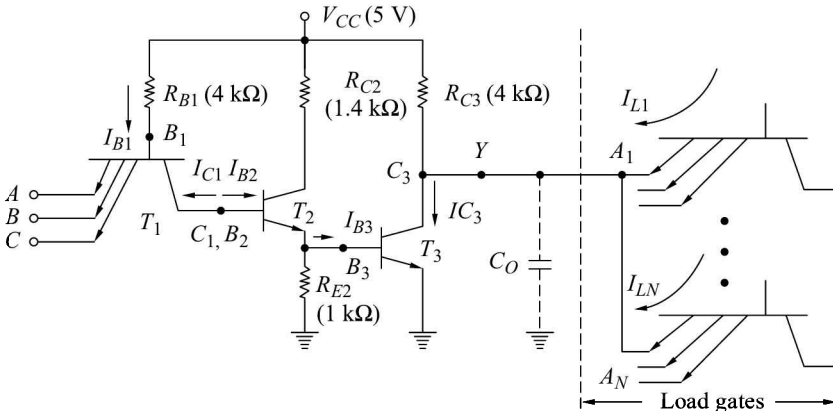 V_CC (5 V)
R_B1 (4 kΩ)
R_C2
(1.4 kΩ)
R_C3 (4 kΩ)
I_L1
I_B1
B_1
I_C1 I_B2
C_3
Y
A_1
A
B
C
T_1
C_1, B_2
T_2
I_B3
B_3
IC_3
T_3
R_E2
(1 kΩ)
C_O
I_LN
A_N
Load gates